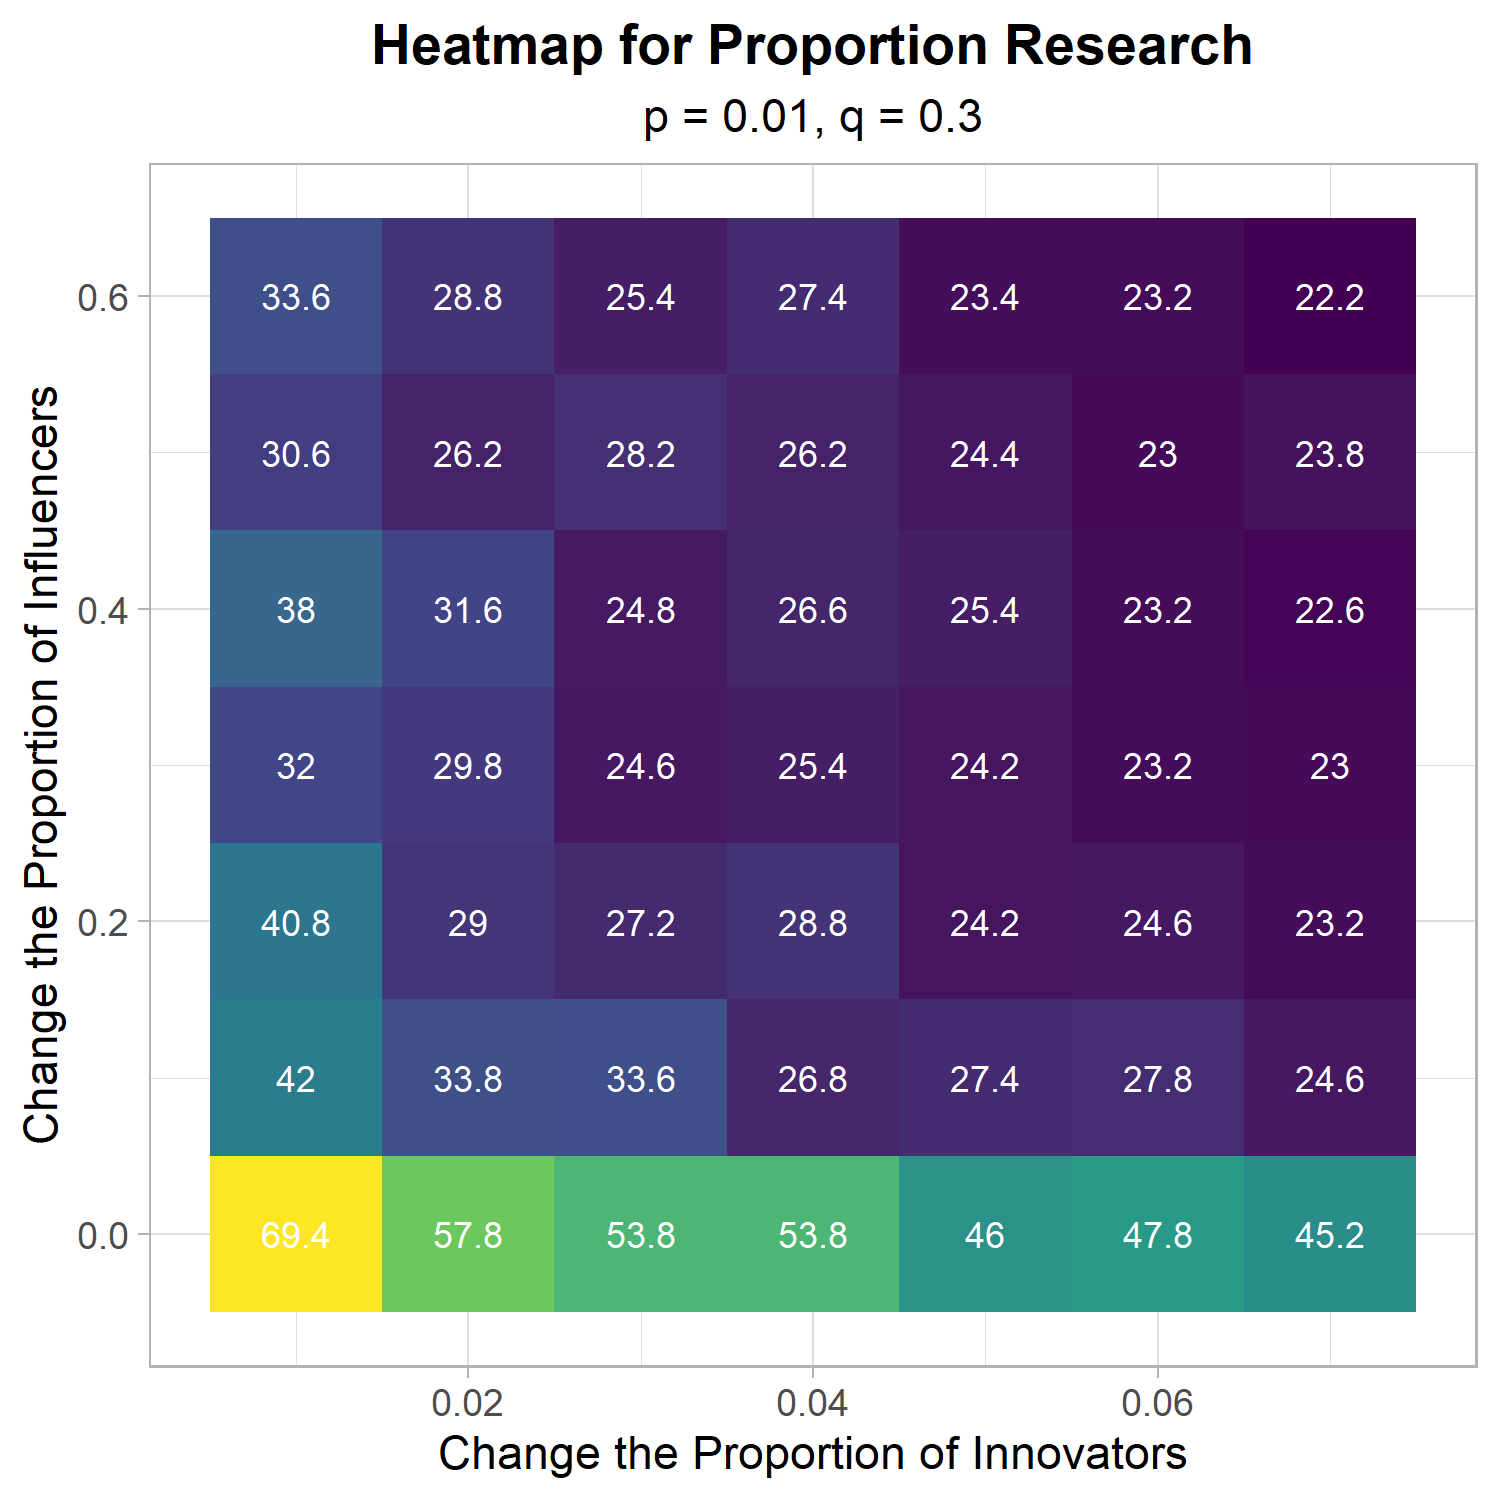 Heatmap for Proportion Research
p = 0.01, q = 0.3
Change the Proportion of Influencers
0.6 33.6 28.8 25.4 27.4 23.4 23.2 22.2
30.6 26.2 28.2 26.2 24.4 23 23.8
0.4 38 31.6 24.8 26.6 25.4 23.2 22.6
32 29.8 24.6 25.4 24.2 23.2 23
0.2 40.8 29 27.2 28.8 24.2 24.6 23.2
42 33.8 33.6 26.8 27.4 27.8 24.6
0.0 69.4 57.8 53.8 53.8 46 47.8 45.2
0.02 0.04 0.06
Change the Proportion of Innovators